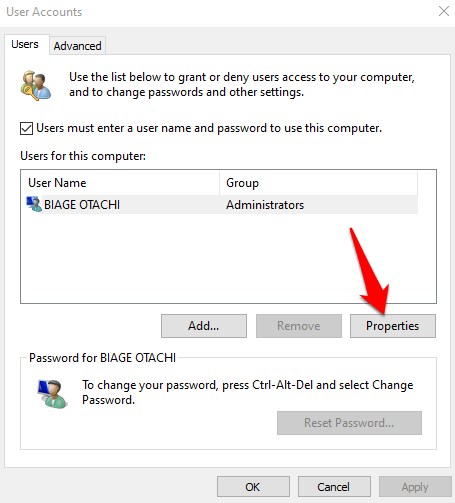 User Accounts
Users
Advanced
Use the list below to grant or deny users access to your computer,
and to change passwords and other settings.
Users must enter a user name and password to use this computer.
Users for this computer:
User Name Group
BIAGE OTACHI Administrators
Add... Remove Properties
Password for BIAGE OTACHI
To change your password, press Ctrl-Alt-Del and select Change
Password.
Reset Password...
OK Cancel Apply